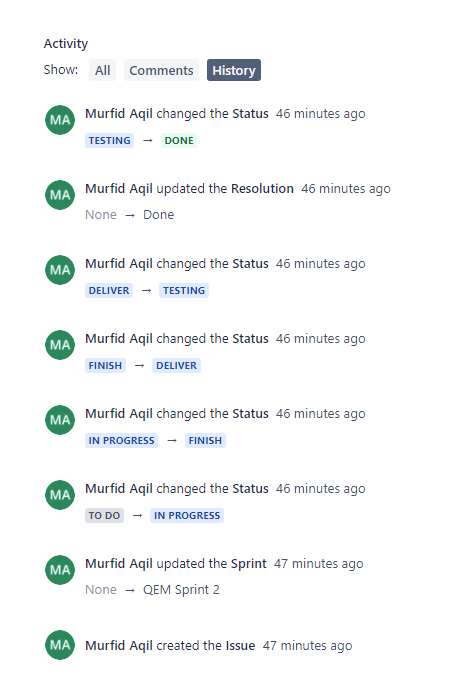 Activity
Show: All Comments History
MA Murfid Aqil changed the Status 46 minutes ago
TESTING → DONE
MA Murfid Aqil updated the Resolution 46 minutes ago
None → Done
MA Murfid Aqil changed the Status 46 minutes ago
DELIVER → TESTING
MA Murfid Aqil changed the Status 46 minutes ago
FINISH → DELIVER
MA Murfid Aqil changed the Status 46 minutes ago
IN PROGRESS → FINISH
MA Murfid Aqil changed the Status 46 minutes ago
TO DO → IN PROGRESS
MA Murfid Aqil updated the Sprint 47 minutes ago
None → QEM Sprint 2
MA Murfid Aqil created the Issue 47 minutes ago